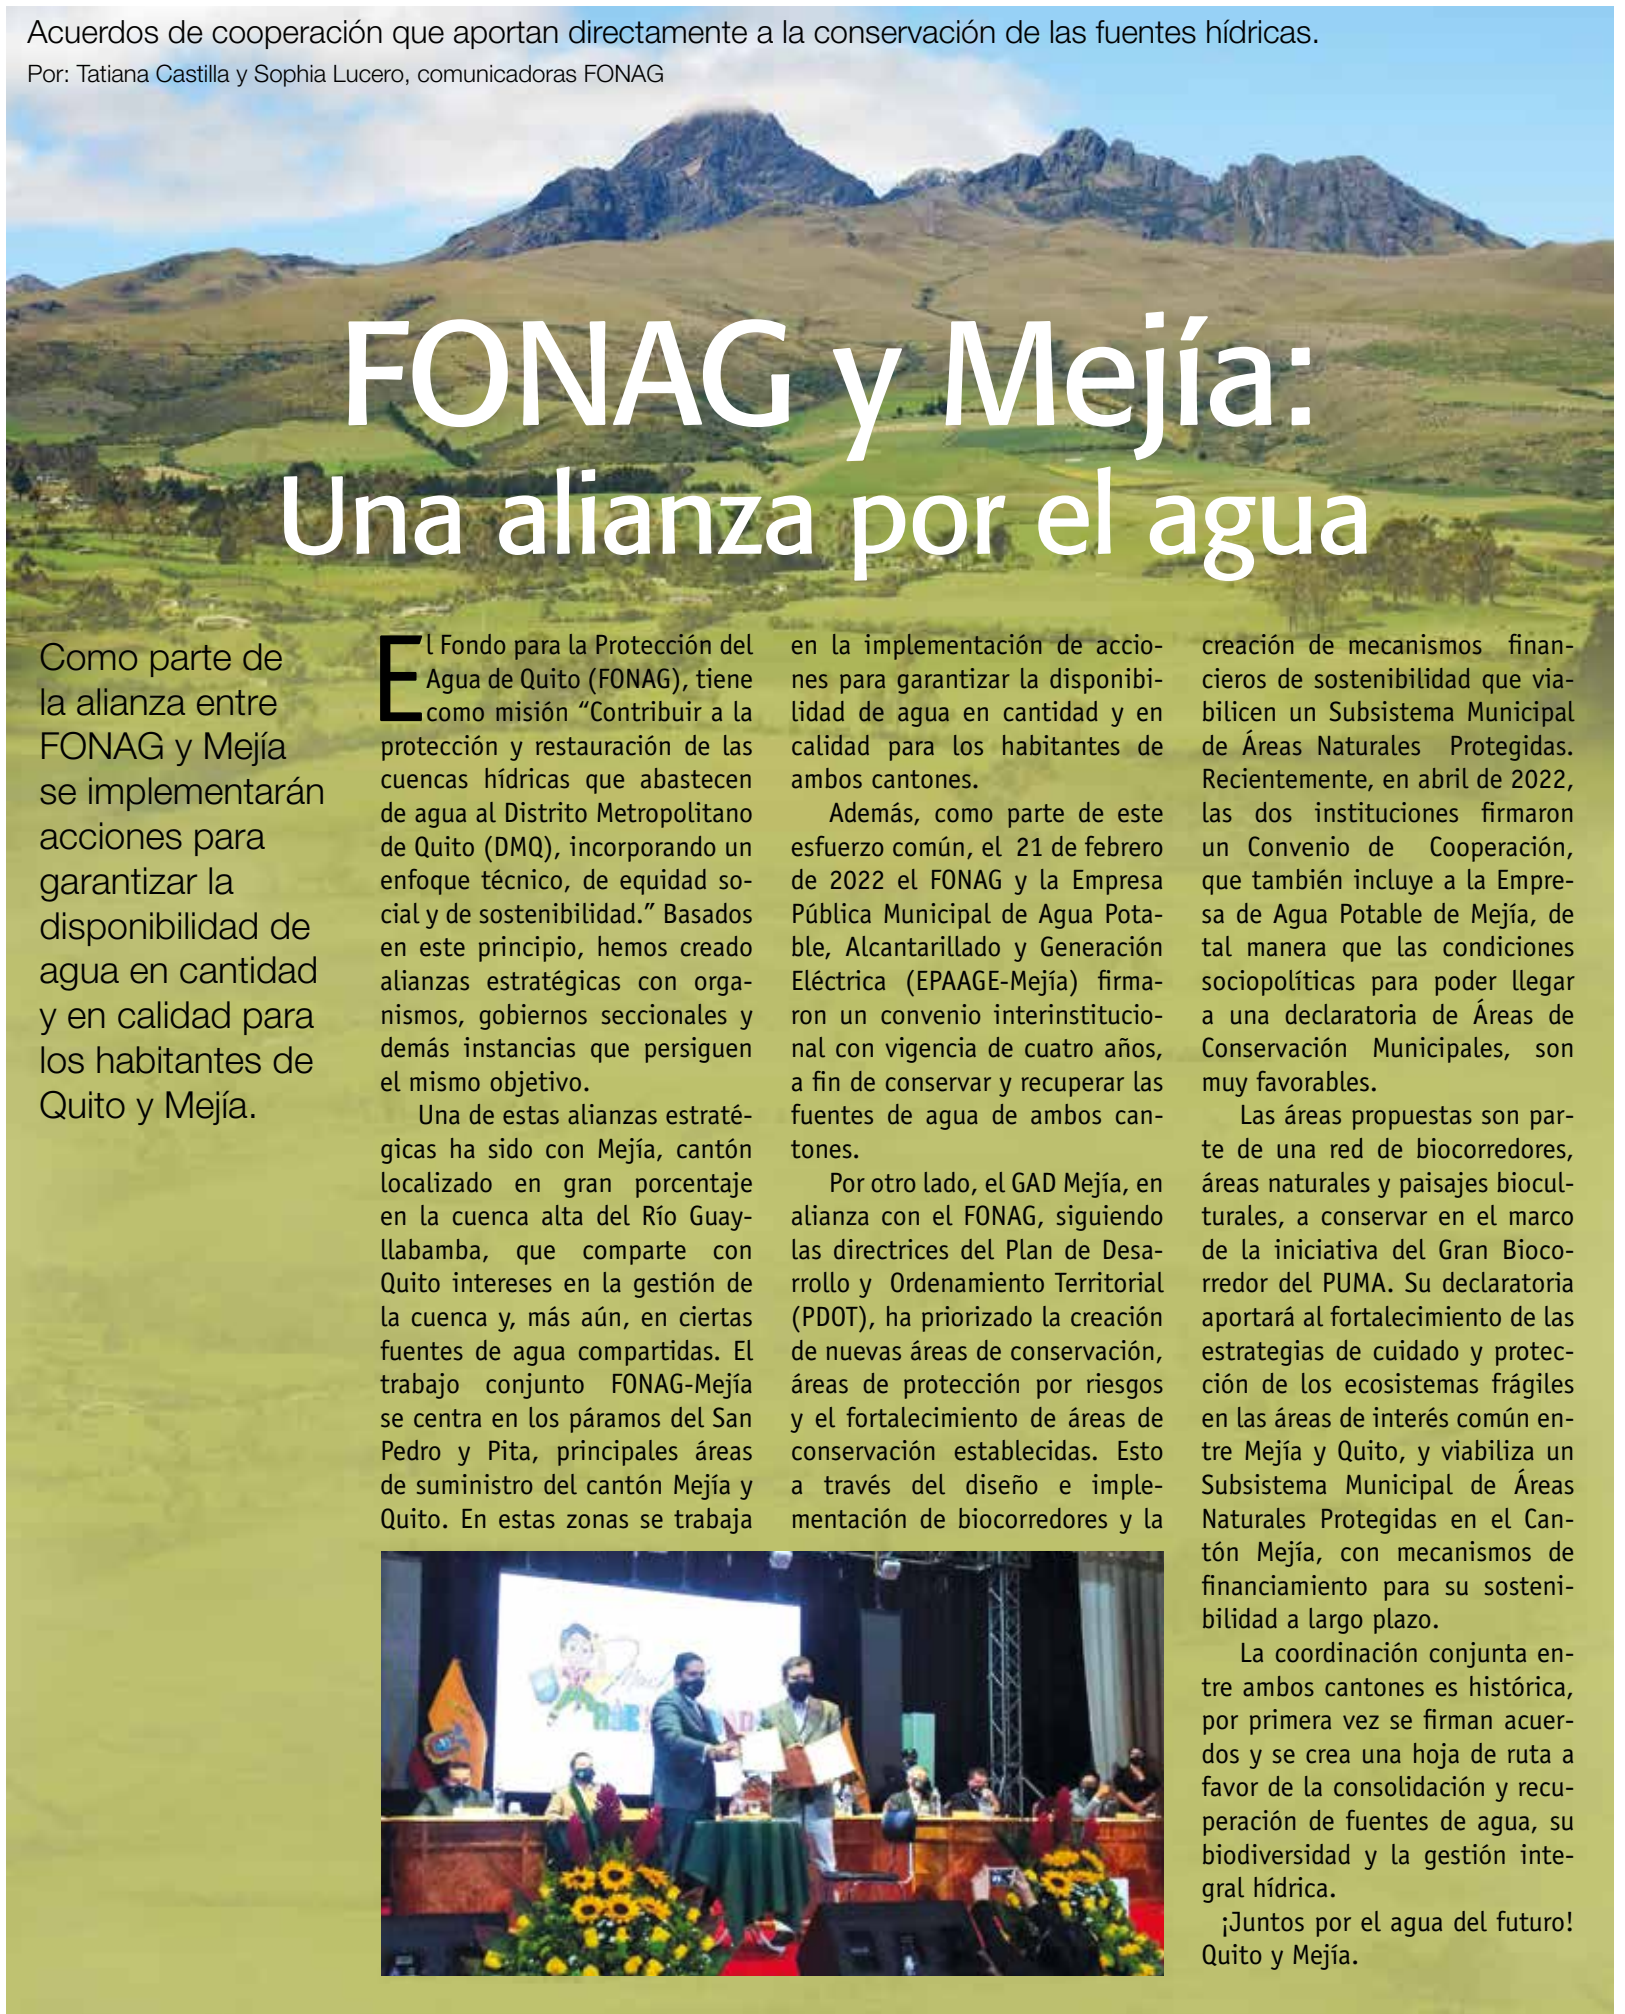 Acuerdos de cooperación que aportan directamente a la conservación de las fuentes hídricas.
Por: Tatiana Castilla y Sophia Lucero, comunicadoras FONAG
FONAG y Mejía:
Una alianza por el agua
Como parte de
la alianza entre
FONAG y Mejía
se implementarán
acciones para
garantizar la
disponibilidad de
agua en cantidad
y en calidad para
los habitantes de
Quito y Mejía.
El Fondo para la Protección del
Agua de Quito (FONAG), tiene
como misión “Contribuir a la
protección y restauración de las
cuencas hídricas que abastecen
de agua al Distrito Metropolitano
de Quito (DMQ), incorporando un
enfoque técnico, de equidad so-
cial y de sostenibilidad.” Basados
en este principio, hemos creado
alianzas estratégicas con orga-
nismos, gobiernos seccionales y
demás instancias que persiguen
el mismo objetivo.
Una de estas alianzas estraté-
gicas ha sido con Mejía, cantón
localizado en gran porcentaje
en la cuenca alta del Río Guay-
llabamba, que comparte con
Quito intereses en la gestión de
la cuenca y, más aún, en ciertas
fuentes de agua compartidas. El
trabajo conjunto FONAG-Mejía
se centra en los páramos del San
Pedro y Pita, principales áreas
de suministro del cantón Mejía y
Quito. En estas zonas se trabaja
en la implementación de accio-
nes para garantizar la disponibi-
lidad de agua en cantidad y en
calidad para los habitantes de
ambos cantones.
Además, como parte de este
esfuerzo común, el 21 de febrero
de 2022 el FONAG y la Empresa
Pública Municipal de Agua Pota-
ble, Alcantarillado y Generación
Eléctrica (EPAAGE-Mejía) firma-
ron un convenio interinstitucio-
nal con vigencia de cuatro años,
a fin de conservar y recuperar las
fuentes de agua de ambos can-
tones.
Por otro lado, el GAD Mejía, en
alianza con el FONAG, siguiendo
las directrices del Plan de Desa-
rrollo y Ordenamiento Territorial
(PDOT), ha priorizado la creación
de nuevas áreas de conservación,
áreas de protección por riesgos
y el fortalecimiento de áreas de
conservación establecidas. Esto
a través del diseño e imple-
mentación de biocorredores y la
creación de mecanismos finan-
cieros de sostenibilidad que via-
bilicen un Subsistema Municipal
de Áreas Naturales Protegidas.
Recientemente, en abril de 2022,
las dos instituciones firmaron
un Convenio de Cooperación,
que también incluye a la Empre-
sa de Agua Potable de Mejía, de
tal manera que las condiciones
sociopolíticas para poder llegar
a una declaratoria de Áreas de
Conservación Municipales, son
muy favorables.
Las áreas propuestas son par-
te de una red de biocorredores,
áreas naturales y paisajes biocul-
turales, a conservar en el marco
de la iniciativa del Gran Bioco-
rredor del PUMA. Su declaratoria
aportará al fortalecimiento de las
estrategias de cuidado y protec-
ción de los ecosistemas frágiles
en las áreas de interés común en-
tre Mejía y Quito, y viabiliza un
Subsistema Municipal de Áreas
Naturales Protegidas en el Can-
tón Mejía, con mecanismos de
financiamiento para su sosteni-
bilidad a largo plazo.
La coordinación conjunta en-
tre ambos cantones es histórica,
por primera vez se firman acuer-
dos y se crea una hoja de ruta a
favor de la consolidación y recu-
peración de fuentes de agua, su
biodiversidad y la gestión inte-
gral hídrica.
¡Juntos por el agua del futuro!
Quito y Mejía.